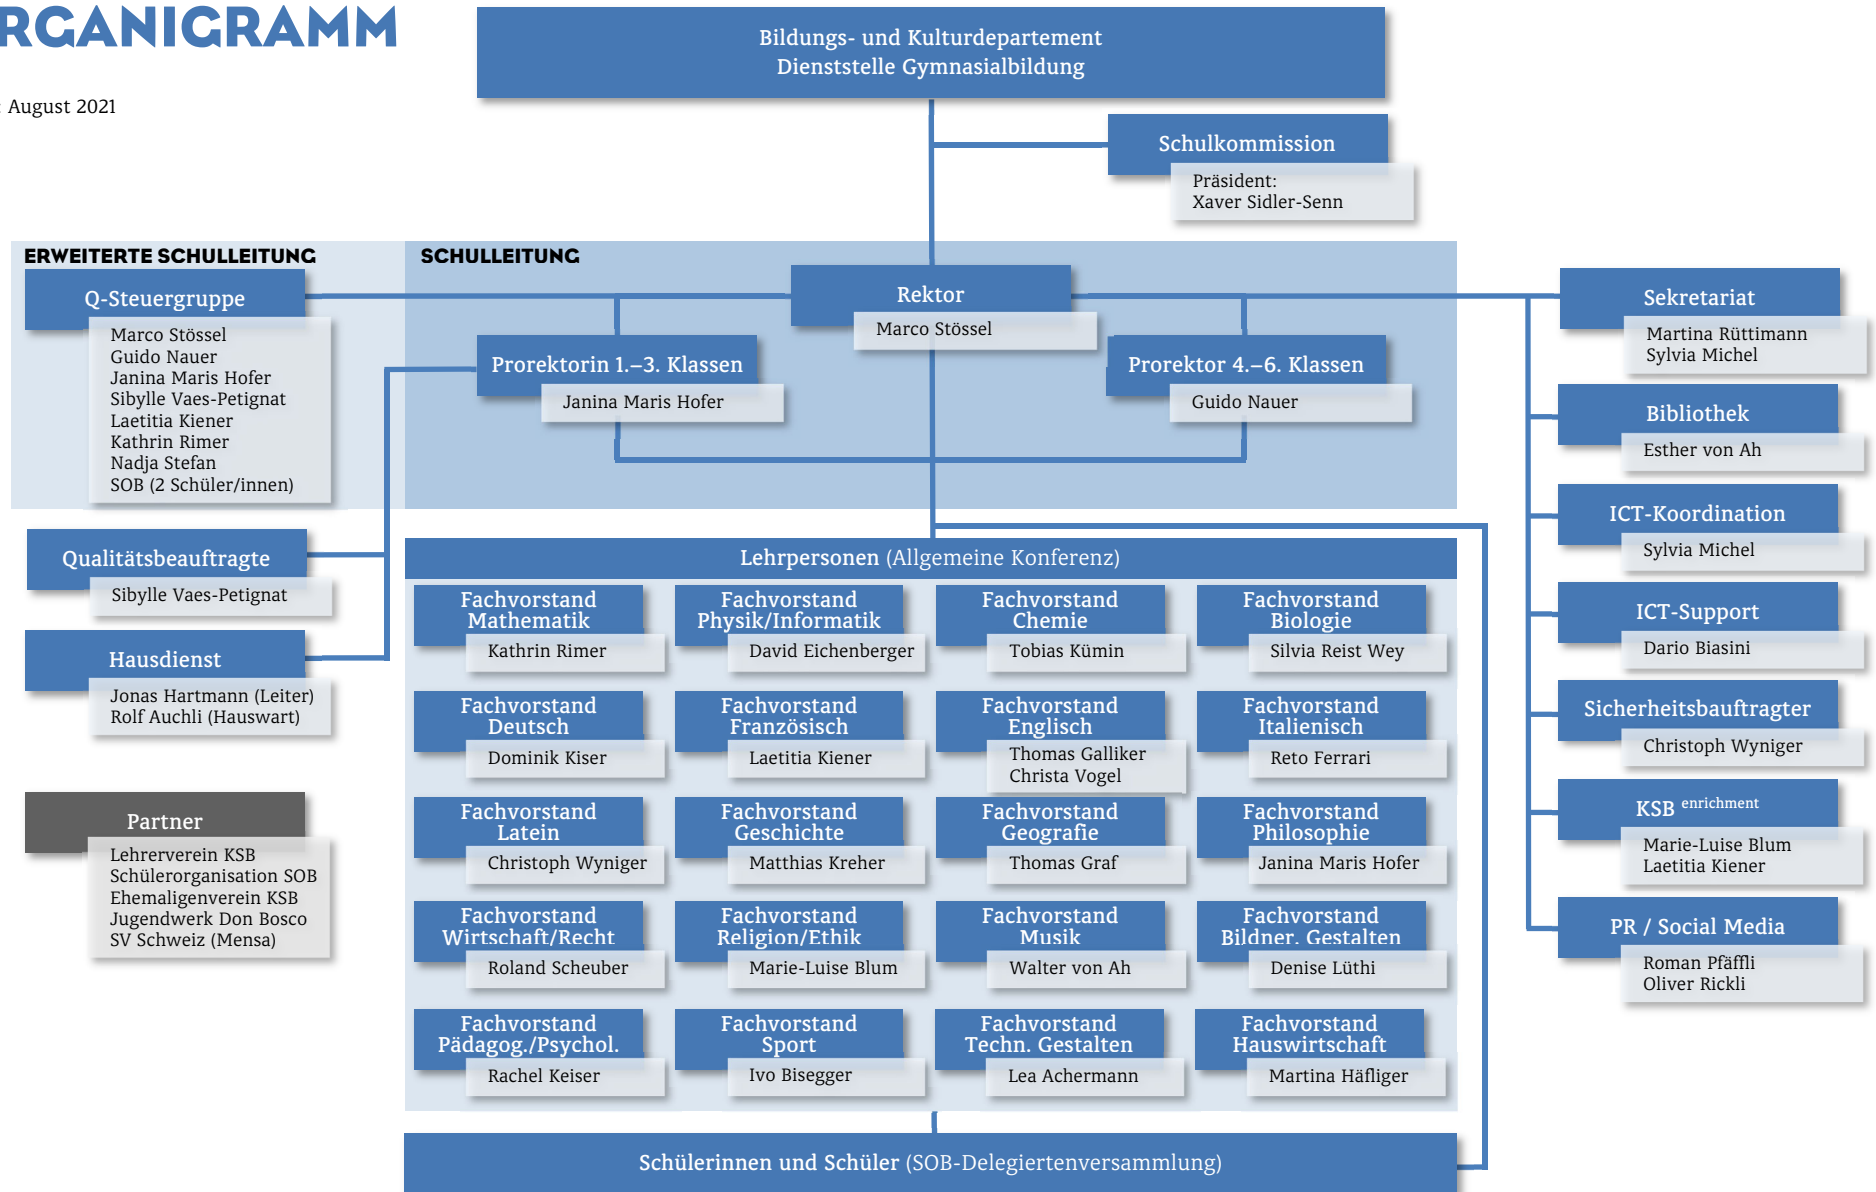 RGANIGRAMM
: August 2021
Bildungs- und Kulturdepartement
Dienststelle Gymnasialbildung
Schulkommission
Präsident:
Xaver Sidler-Senn
ERWEITERTE SCHULLEITUNG
SCHULLEITUNG
Q-Steuergruppe
Marco Stössel
Guido Nauer
Janina Maris Hofer
Sibylle Vaes-Petignat
Laetitia Kiener
Kathrin Rimer
Nadja Stefan
SOB (2 Schüler/innen)
Rektor
Marco Stössel
Prorektorin 1.–3. Klassen
Janina Maris Hofer
Prorektor 4.–6. Klassen
Guido Nauer
Qualitätsbeauftragte
Sibylle Vaes-Petignat
Hausdienst
Jonas Hartmann (Leiter)
Rolf Auchli (Hauswart)
Partner
Lehrerverein KSB
Schülerorganisation SOB
Ehemaligenverein KSB
Jugendwerk Don Bosco
SV Schweiz (Mensa)
Lehrpersonen (Allgemeine Konferenz)
Fachvorstand
Mathematik
Kathrin Rimer
Fachvorstand
Physik/Informatik
David Eichenberger
Fachvorstand
Chemie
Tobias Kümin
Fachvorstand
Biologie
Silvia Reist Wey
Fachvorstand
Deutsch
Dominik Kiser
Fachvorstand
Französisch
Laetitia Kiener
Fachvorstand
Englisch
Thomas Galliker
Christa Vogel
Fachvorstand
Italienisch
Reto Ferrari
Fachvorstand
Latein
Christoph Wyniger
Fachvorstand
Geschichte
Matthias Kreher
Fachvorstand
Geografie
Thomas Graf
Fachvorstand
Philosophie
Janina Maris Hofer
Fachvorstand
Wirtschaft/Recht
Roland Scheuber
Fachvorstand
Religion/Ethik
Marie-Luise Blum
Fachvorstand
Musik
Walter von Ah
Fachvorstand
Bildner. Gestalten
Denise Lüthi
Fachvorstand
Pädagog./Psychol.
Rachel Keiser
Fachvorstand
Sport
Ivo Bisegger
Fachvorstand
Techn. Gestalten
Lea Achermann
Fachvorstand
Hauswirtschaft
Martina Häfliger
Schülerinnen und Schüler (SOB-Delegiertenversammlung)
Sekretariat
Martina Rüttimann
Sylvia Michel
Bibliothek
Esther von Ah
ICT-Koordination
Sylvia Michel
ICT-Support
Dario Biasini
Sicherheitsbauftragter
Christoph Wyniger
KSB enrichment
Marie-Luise Blum
Laetitia Kiener
PR / Social Media
Roman Pfäffli
Oliver Rickli